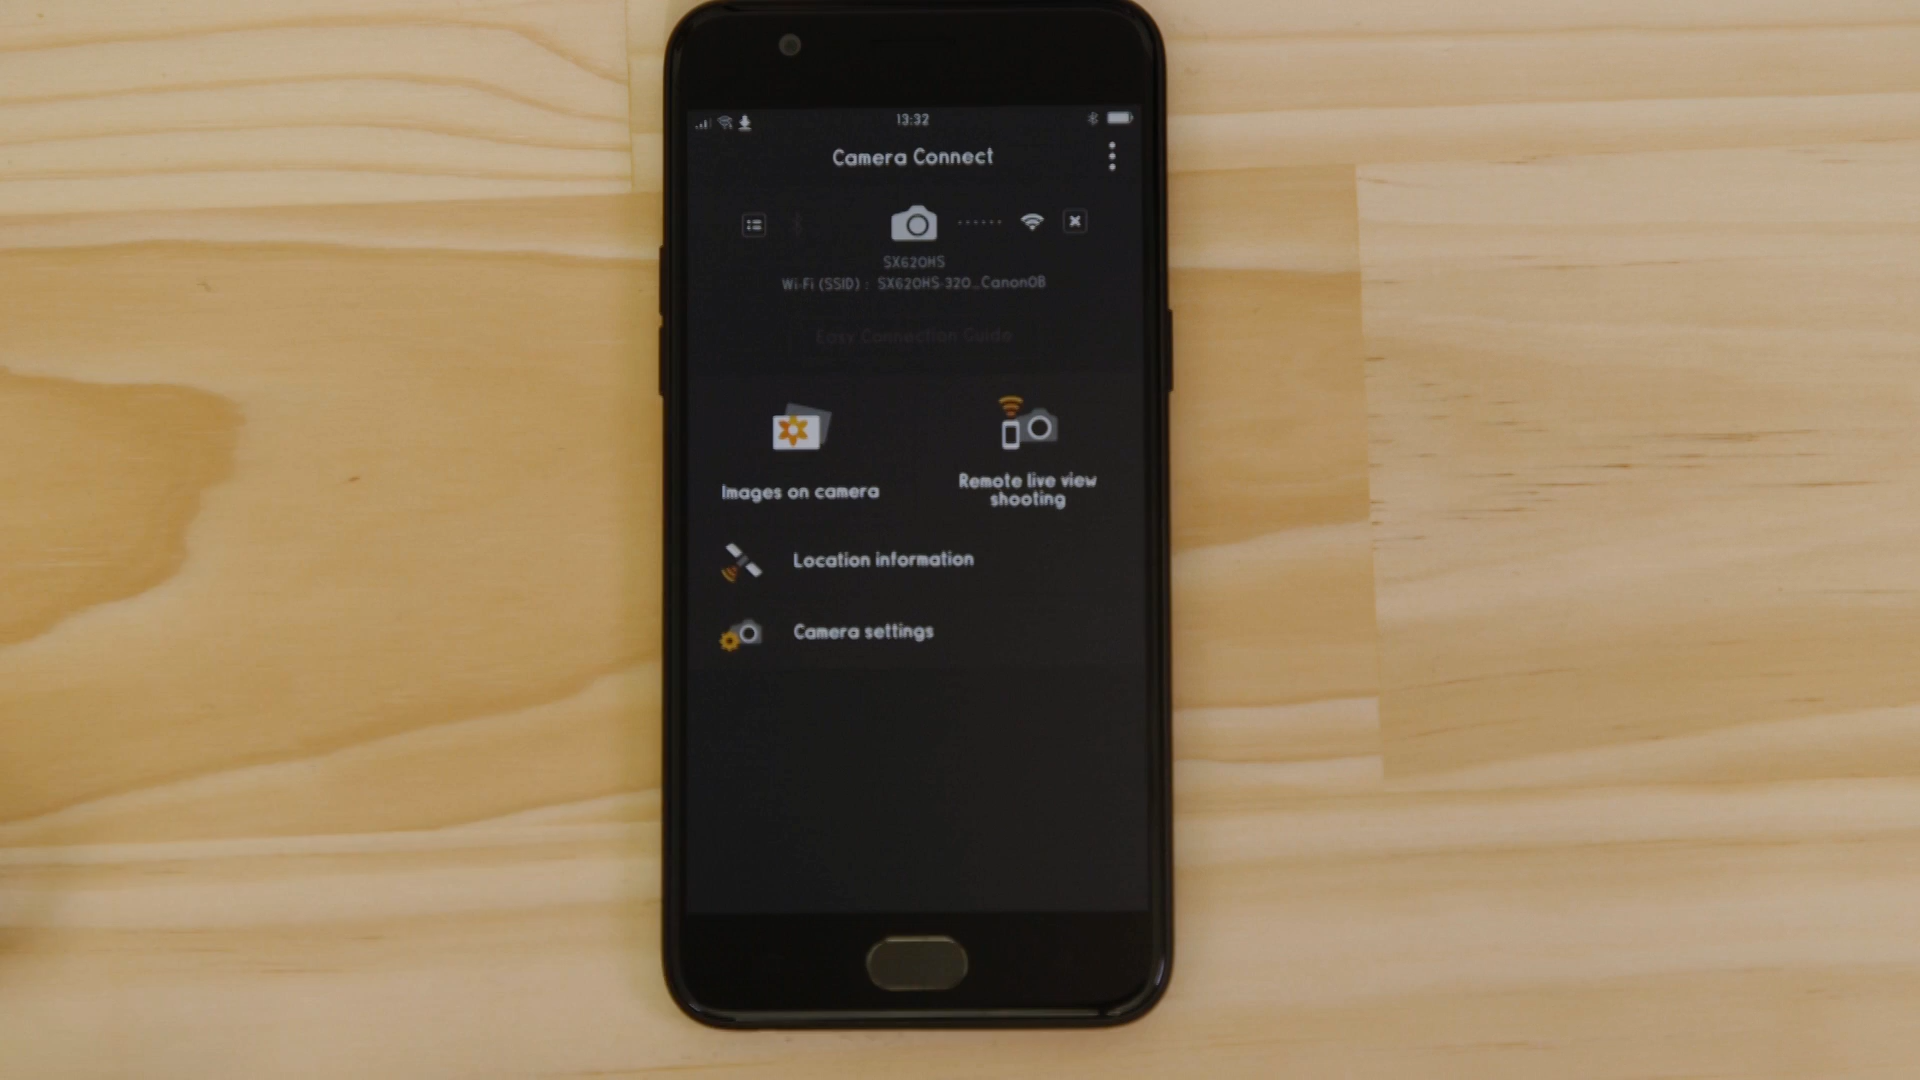 13:32
Camera Connect
SX620HS
Wi-Fi (SSID) : SX620HS-320_Canon0B
Easy Connection Guide
Images on camera
Remote live view
shooting
Location information
Camera settings